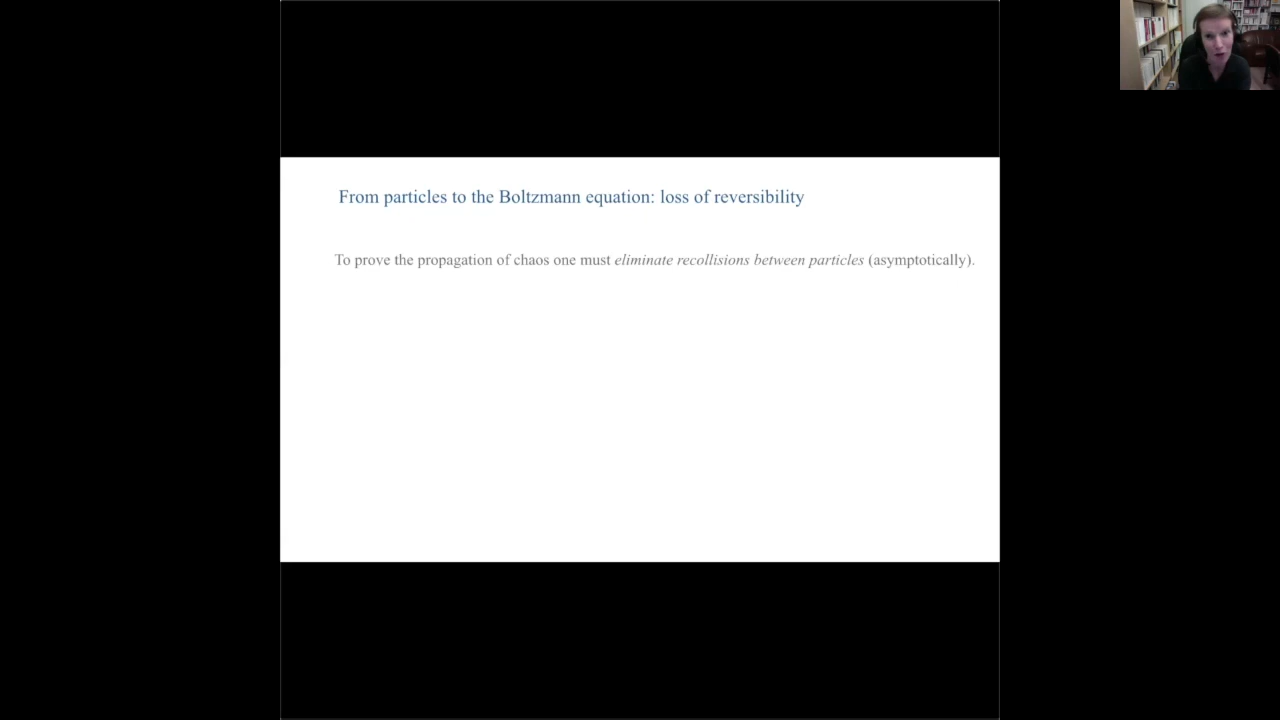 From particles to the Boltzmann equation: loss of reversibility
To prove the propagation of chaos one must eliminate recollisions between particles (asymptotically).